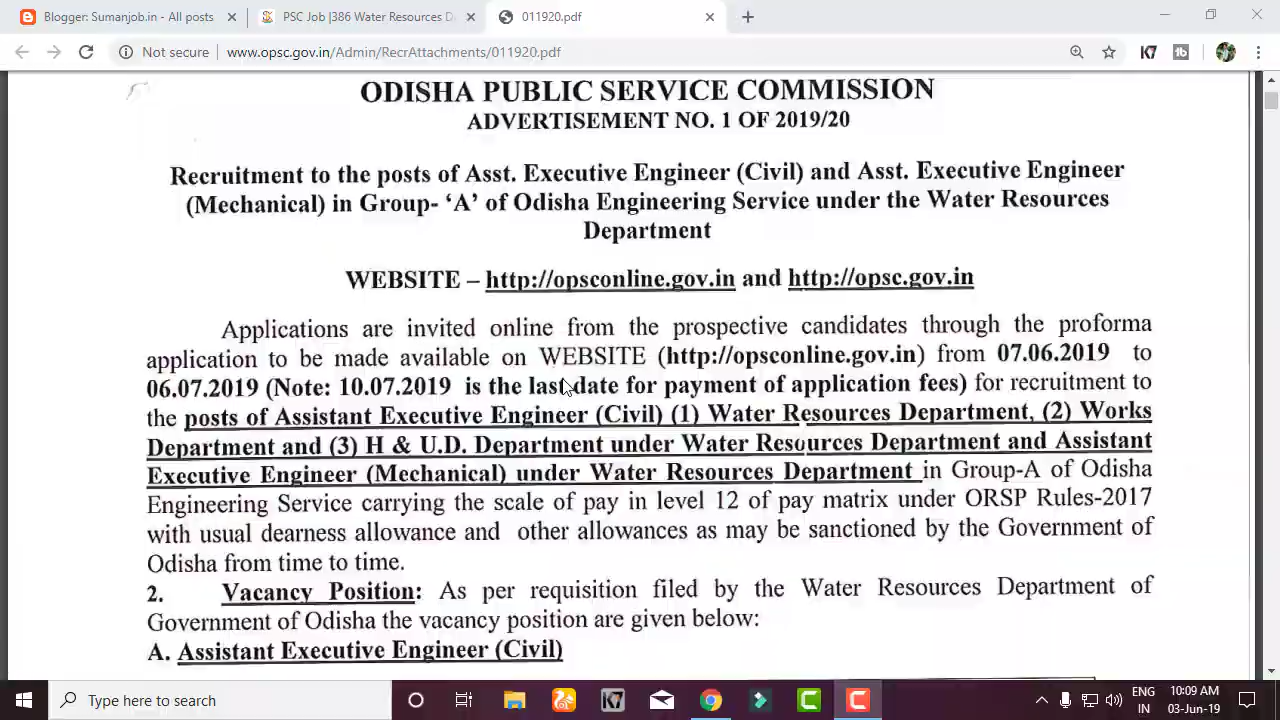 Blogger: Sumanjob.in - All posts
PSC Job |386 Water Resources D
011920.pdf
Not secure
www.opsc.gov.in/Admin/RecrAttachments/011920.pdf
K7
ODISHA PUBLIC SERVICE COMMISSION
ADVERTISEMENT NO. 1 OF 2019/20
Recruitment to the posts of Asst. Executive Engineer (Civil) and Asst. Executive Engineer
(Mechanical) in Group- ‘A’ of Odisha Engineering Service under the Water Resources
Department
WEBSITE – http://opsconline.gov.in and http://opsc.gov.in
Applications are invited online from the prospective candidates through the proforma
application to be made available on WEBSITE (http://opsconline.gov.in) from 07.06.2019 to
06.07.2019 (Note: 10.07.2019 is the last date for payment of application fees) for recruitment to
the posts of Assistant Executive Engineer (Civil) (1) Water Resources Department, (2) Works
Department and (3) H & U.D. Department under Water Resources Department and Assistant
Executive Engineer (Mechanical) under Water Resources Department in Group-A of Odisha
Engineering Service carrying the scale of pay in level 12 of pay matrix under ORSP Rules-2017
with usual dearness allowance and other allowances as may be sanctioned by the Government of
Odisha from time to time.
2. Vacancy Position: As per requisition filed by the Water Resources Department of
Government of Odisha the vacancy position are given below:
A. Assistant Executive Engineer (Civil)
Type here to search
K7
ENG
IN
10:09 AM
03-Jun-19